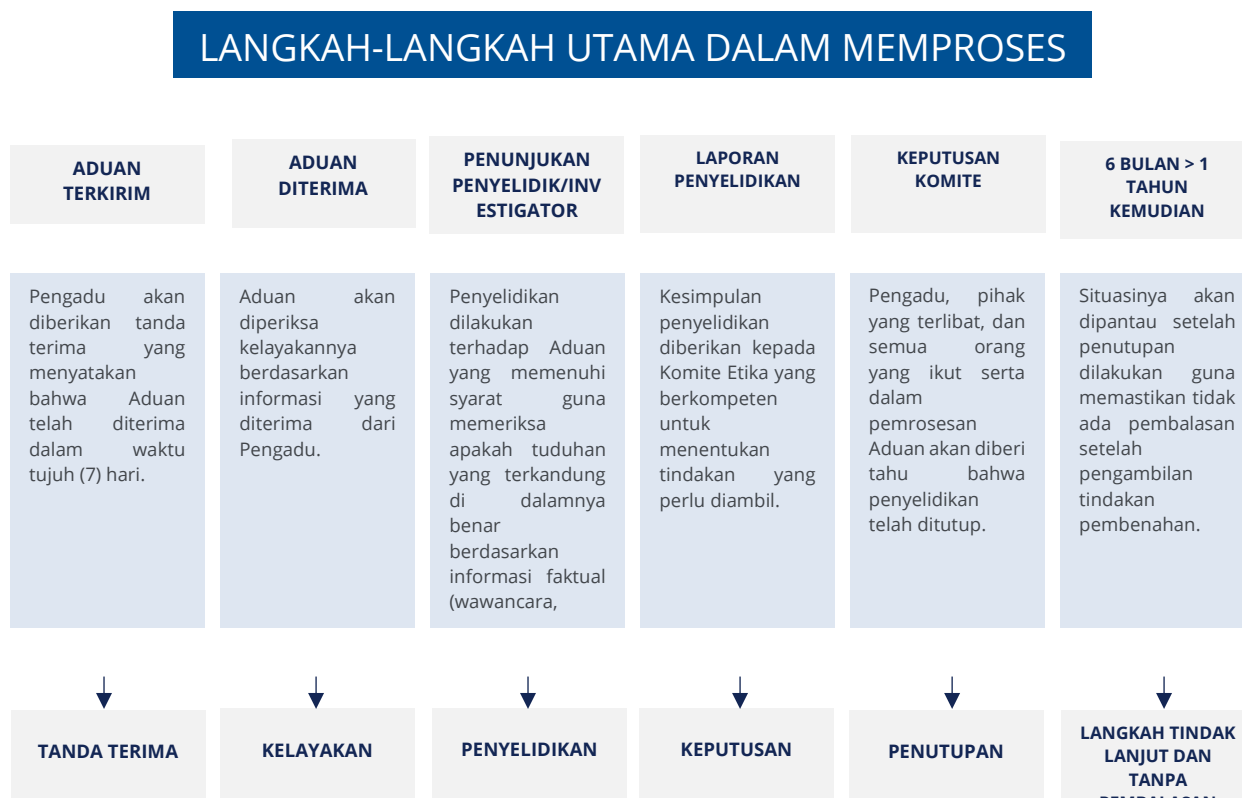 LANGKAH-LANGKAH UTAMA DALAM MEMPROSES
ADUAN
TERKIRIM
ADUAN
DITERIMA
PENUNJUKAN
PENYELIDIK/INV
ESTIGATOR
LAPORAN
PENYELIDIKAN
KEPUTUSAN
KOMITE
6 BULAN > 1
TAHUN
KEMUDIAN
Pengadu akan
diberikan tanda
terima yang
menyatakan
bahwa Aduan
telah diterima
dalam waktu
tujuh (7) hari.
Aduan akan
diperiksa
kelayakannya
berdasarkan
informasi yang
diterima dari
Pengadu.
Penyelidikan
dilakukan
terhadap Aduan
yang memenuhi
syarat guna
memeriksa
apakah tuduhan
yang terkandung
di dalamnya
benar
berdasarkan
informasi faktual
(wawancara,
Kesimpulan
penyelidikan
diberikan kepada
Komite Etika yang
berkompeten
untuk
menentukan
tindakan yang
perlu diambil.
Pengadu, pihak
yang terlibat, dan
semua orang
yang ikut serta
dalam
pemrosesan
Aduan akan diberi
tahu bahwa
penyelidikan
telah ditutup.
Situasinya akan
dipantau setelah
penutupan
dilakukan guna
memastikan tidak
ada pembalasan
setelah
pengambilan
tindakan
pembenahan.
TANDA TERIMA
KELAYAKAN
PENYELIDIKAN
KEPUTUSAN
PENUTUPAN
LANGKAH TINDAK
LANJUT DAN
TANPA